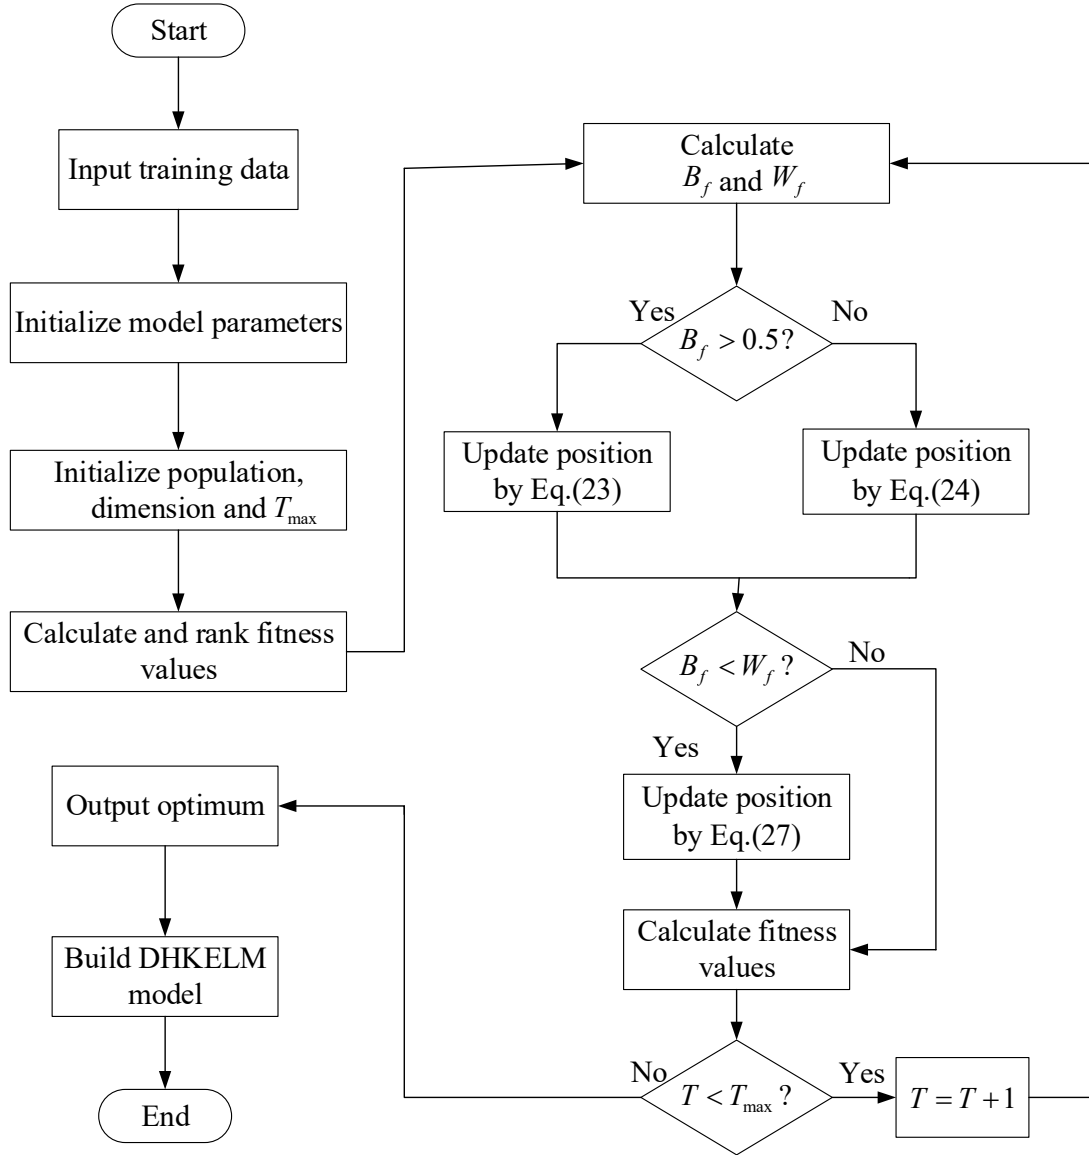 Start
Input training data
Initialize model parameters
Initialize population,
dimension and T_max
Calculate and rank fitness
values
Calculate
B_f and W_f
Yes
No
B_f > 0.5?
Update position
by Eq.(23)
Update position
by Eq.(24)
B_f < W_f ?
No
Yes
Update position
by Eq.(27)
Calculate fitness
values
No
T < T_max ?
Yes
T = T + 1
Output optimum
Build DHKELM
model
End